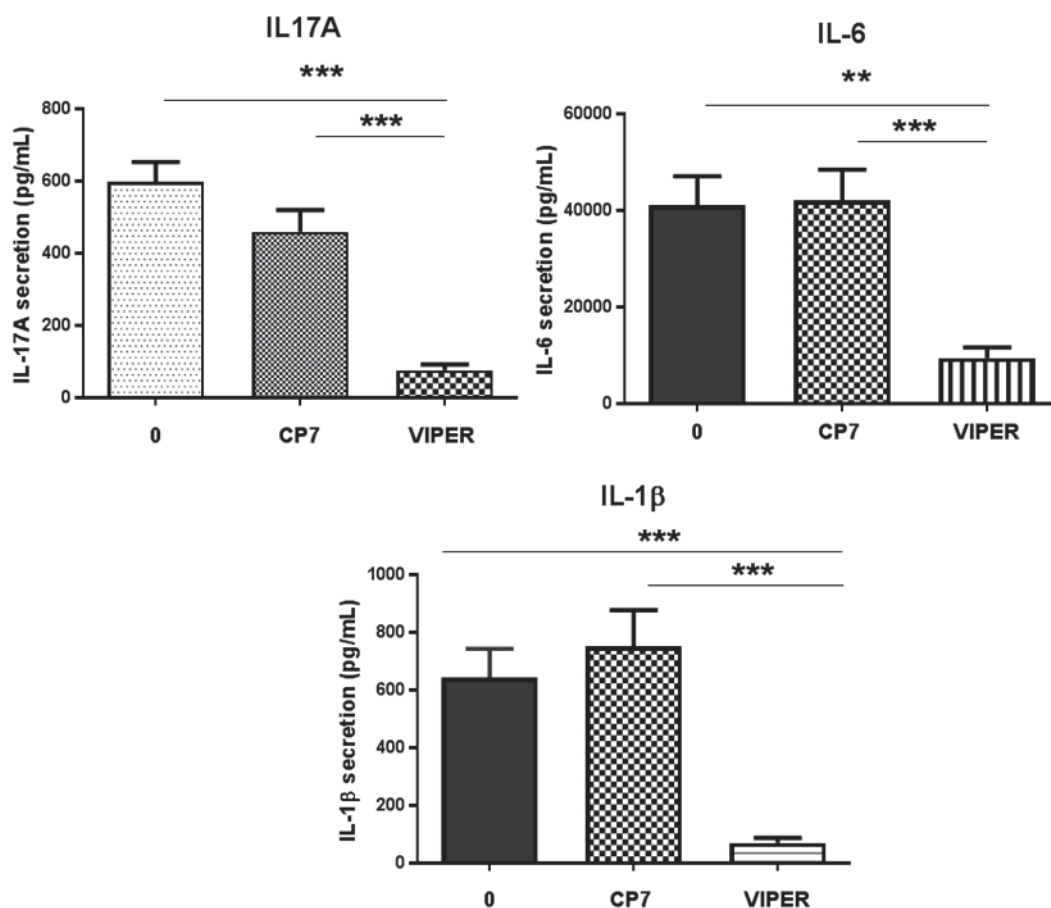 IL17A
***
***
800
600
400
200
0
IL-17A secretion (pg/mL)
0 CP7 VIPER
IL-6
**
***
60000
40000
20000
0
IL-6 secretion (pg/mL)
0 CP7 VIPER
IL-1β
***
***
1000
800
600
400
200
0
IL-1β secretion (pg/mL)
0 CP7 VIPER